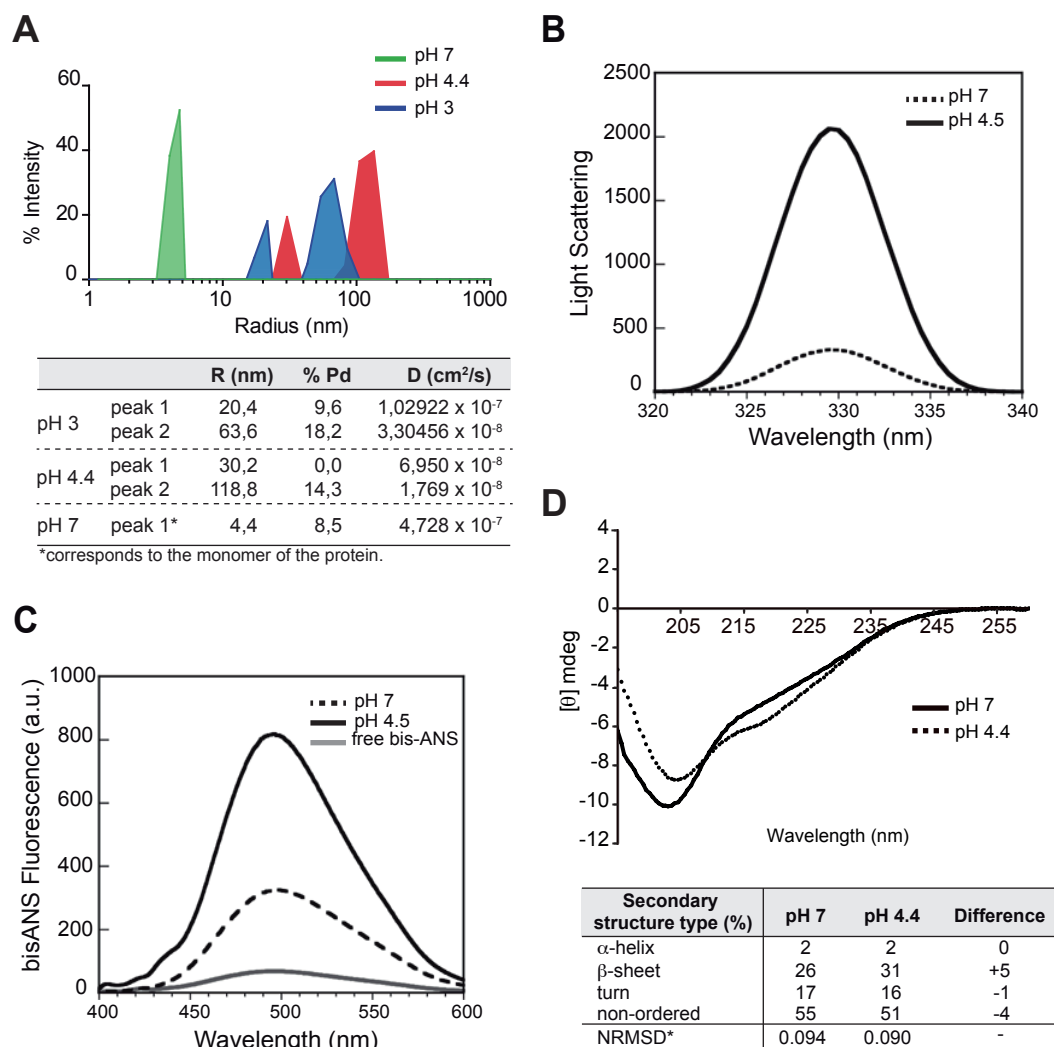 A
pH 7
pH 4.4
pH 3
60
40
20
0
% Intensity
1 10 100 1000
Radius (nm)
R (nm) % Pd D (cm²/s)
pH 3 peak 1 20,4 9,6 1,02922 x 10⁻⁷
peak 2 63,6 18,2 3,30456 x 10⁻⁸
pH 4.4 peak 1 30,2 0,0 6,950 x 10⁻⁸
peak 2 118,8 14,3 1,769 x 10⁻⁸
pH 7 peak 1* 4,4 8,5 4,728 x 10⁻⁷
*corresponds to the monomer of the protein.
B
2500
2000
1500
1000
500
0
Light Scattering
pH 7
pH 4.5
320 325 330 335 340
Wavelength (nm)
C
1000
800
600
400
200
0
bisANS Fluorescence (a.u.)
pH 7
pH 4.5
free bis-ANS
400 450 500 550 600
Wavelength (nm)
D
4
2
0
-2
-4
-6
-8
-10
-12
[θ] mdeg
205 215 225 235 245 255
pH 7
pH 4.4
Wavelength (nm)
Secondary
structure type (%) pH 7 pH 4.4 Difference
α-helix 2 2 0
β-sheet 26 31 +5
turn 17 16 -1
non-ordered 55 51 -4
NRMSD* 0.094 0.090 -